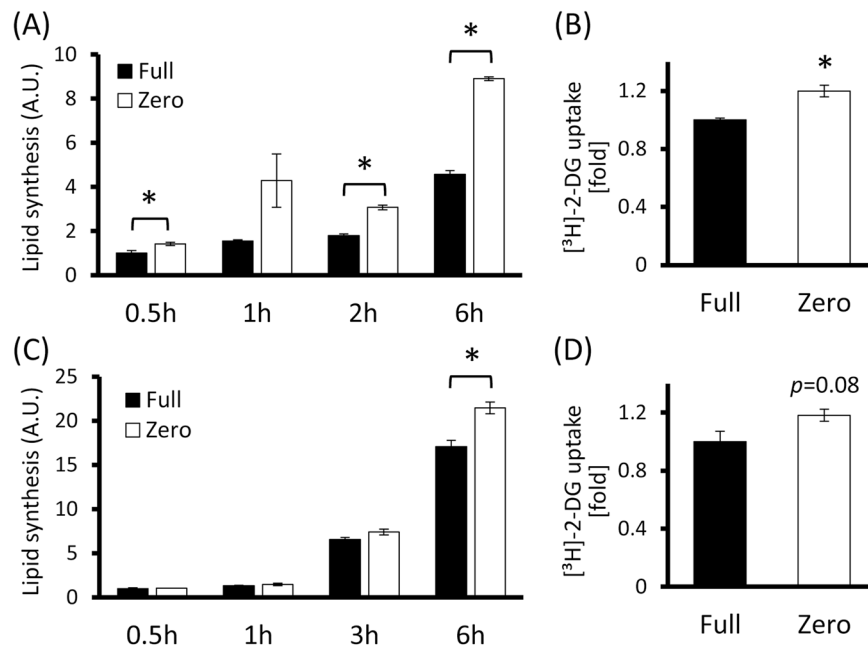 (A)
Lipid synthesis (A.U.)
10
8
6
4
2
0
Full
Zero
*
*
*
0.5h 1h 2h 6h
(B)
[³H]-2-DG uptake
[fold]
1.2
0.8
0.4
0
*
Full Zero
(C)
Lipid synthesis (A.U.)
25
20
15
10
5
0
Full
Zero
*
0.5h 1h 3h 6h
(D)
[³H]-2-DG uptake
[fold]
1.2
0.8
0.4
0
p=0.08
Full Zero